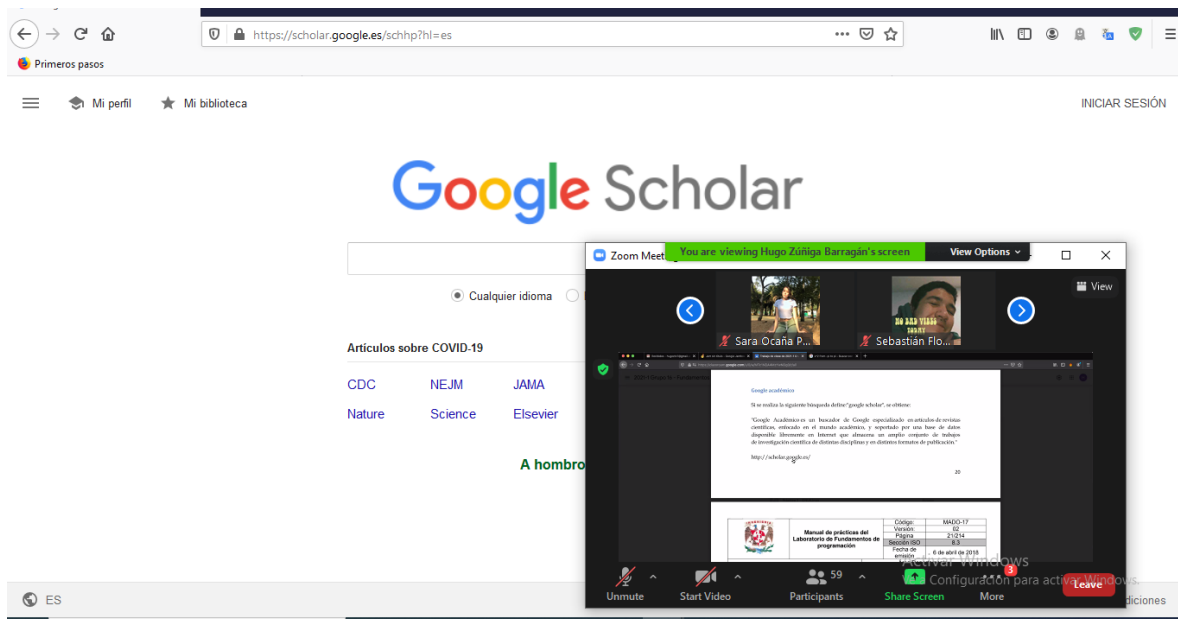 https://scholar.google.es/schhp?hl=es
Primeros pasos
Mi perfil
Mi biblioteca
INICIAR SESIÓN
Google Scholar
Cualquier idioma
Artículos sobre COVID-19
CDC NEJM JAMA
Nature Science Elsevier
A hombro
ES
diciones
Zoom Meet
You are viewing Hugo Zúñiga Barragán's screen
View Options
View
NO BAD VIBES
TODAY
Sara Ocaña P...
Sebastián Flo...
Google académico
Si se realiza la siguiente búsqueda define:"google scholar", se obtiene:
"Google Académico es un buscador de Google especializado en artículos de revistas
científicas, enfocado en el mundo académico, y soportado por una base de datos
disponible libremente en Internet que almacena un amplio conjunto de trabajos
de investigación científica de distintas disciplinas y en distintos formatos de publicación."
http://scholar.google.es/
20
Manual de prácticas del
Laboratorio de Fundamentos de
programación
Código: MADO-17
Versión: 02
Página 21/214
Sección ISO 8.3
Fecha de
emisión
6 de abril de 2018
Activar Windows
Configuración para activar Windows.
Unmute
Start Video
59
Participants
Share Screen
3
More
Leave